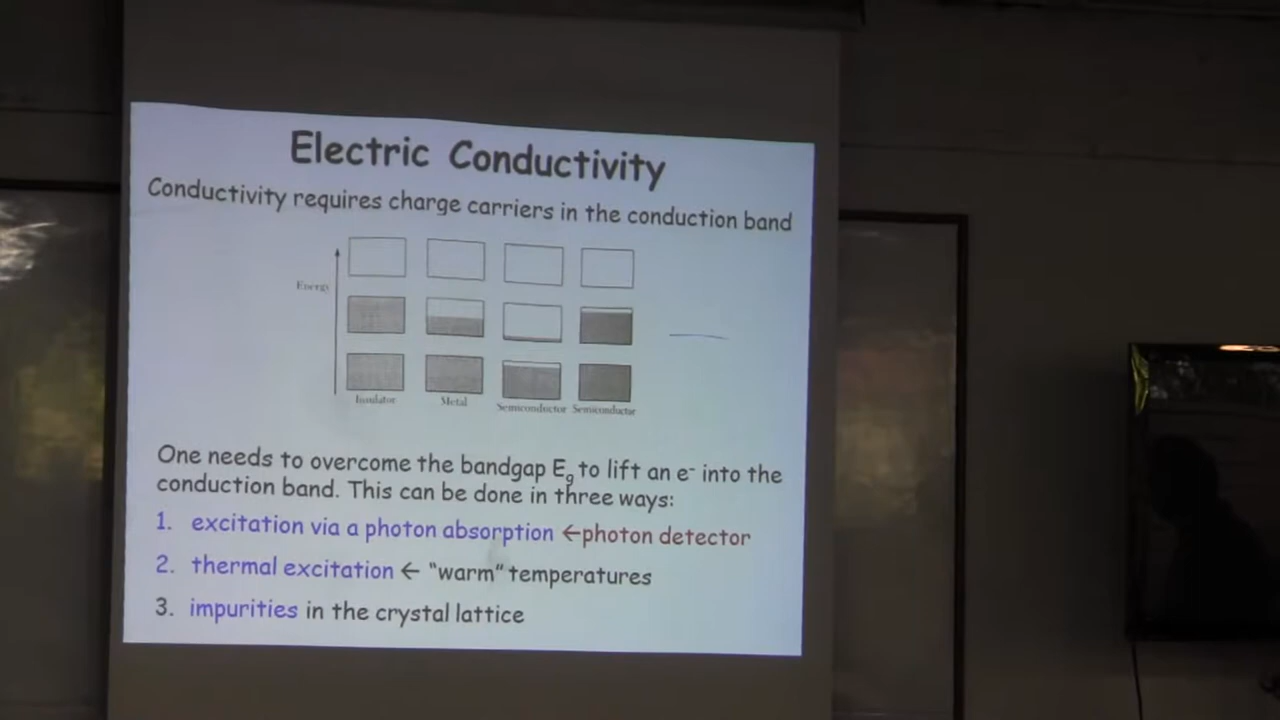 Electric Conductivity
Conductivity requires charge carriers in the conduction band
Energy
Insulator Metal Semiconductor Semiconductor
One needs to overcome the bandgap Eg to lift an e- into the
conduction band. This can be done in three ways:
1. excitation via a photon absorption ←photon detector
2. thermal excitation ← “warm“ temperatures
3. impurities in the crystal lattice